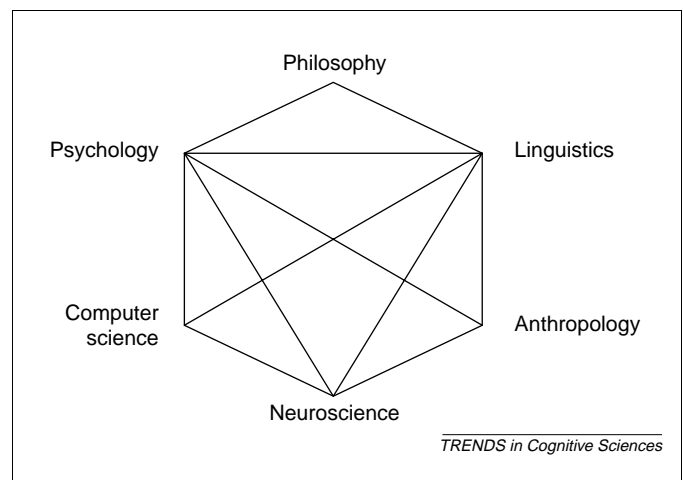 Philosophy
Psychology
Linguistics
Computer
science
Anthropology
Neuroscience
TRENDS in Cognitive Sciences